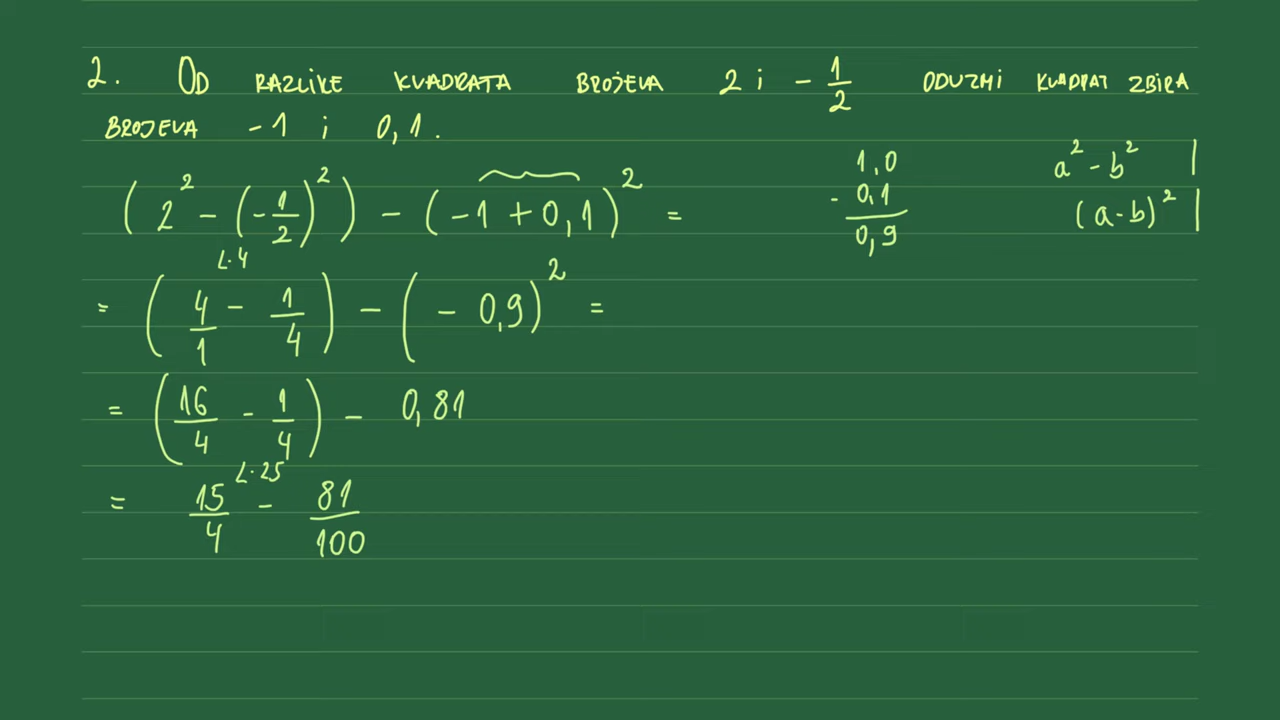 2. OD RAZLIKE KVADRATA BROJEVA 2 i -1/2 ODUZMI KVADRAT ZBIRA
BROJEVA -1 i 0,1.
(2² - (-1/2)²) - (-1 + 0,1)² =
1,0
- 0,1
0,9
a² - b² |
(a-b)² |
∠·4
= (4/1 - 1/4) - (- 0,9)² =
= (16/4 - 1/4) - 0,81
∠·25
= 15/4 - 81/100